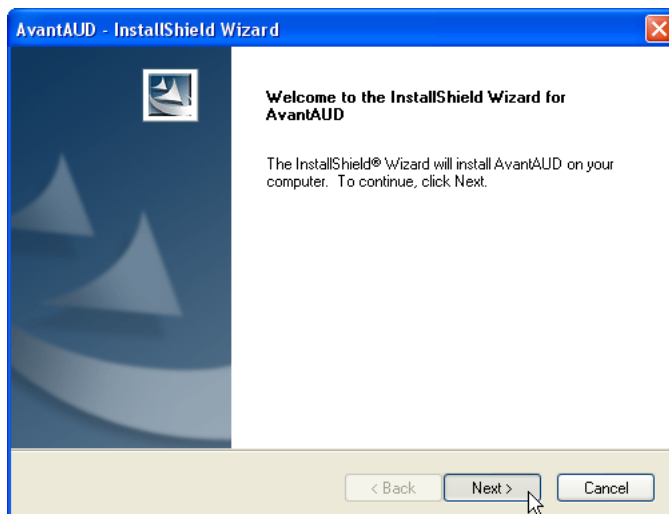 AvantAUD - InstallShield Wizard
Welcome to the InstallShield Wizard for
AvantAUD
The InstallShield® Wizard will install AvantAUD on your
computer. To continue, click Next.
< Back Next > Cancel